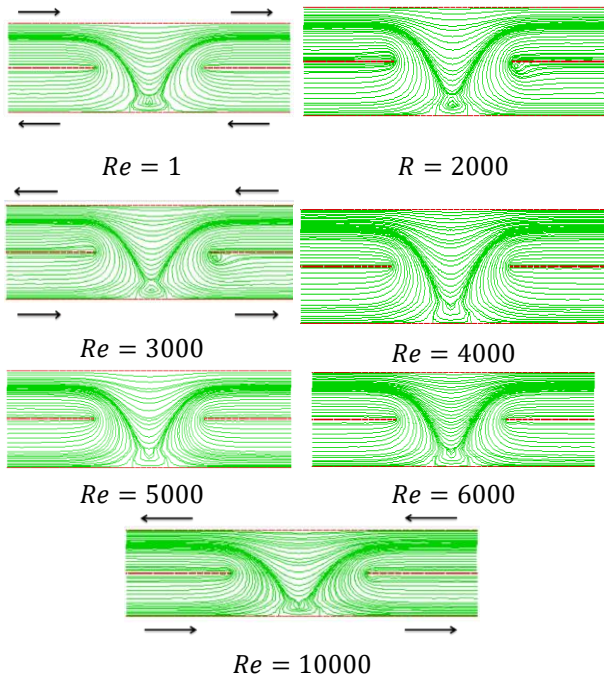 Re = 1
R = 2000
Re = 3000
Re = 4000
Re = 5000
Re = 6000
Re = 10000